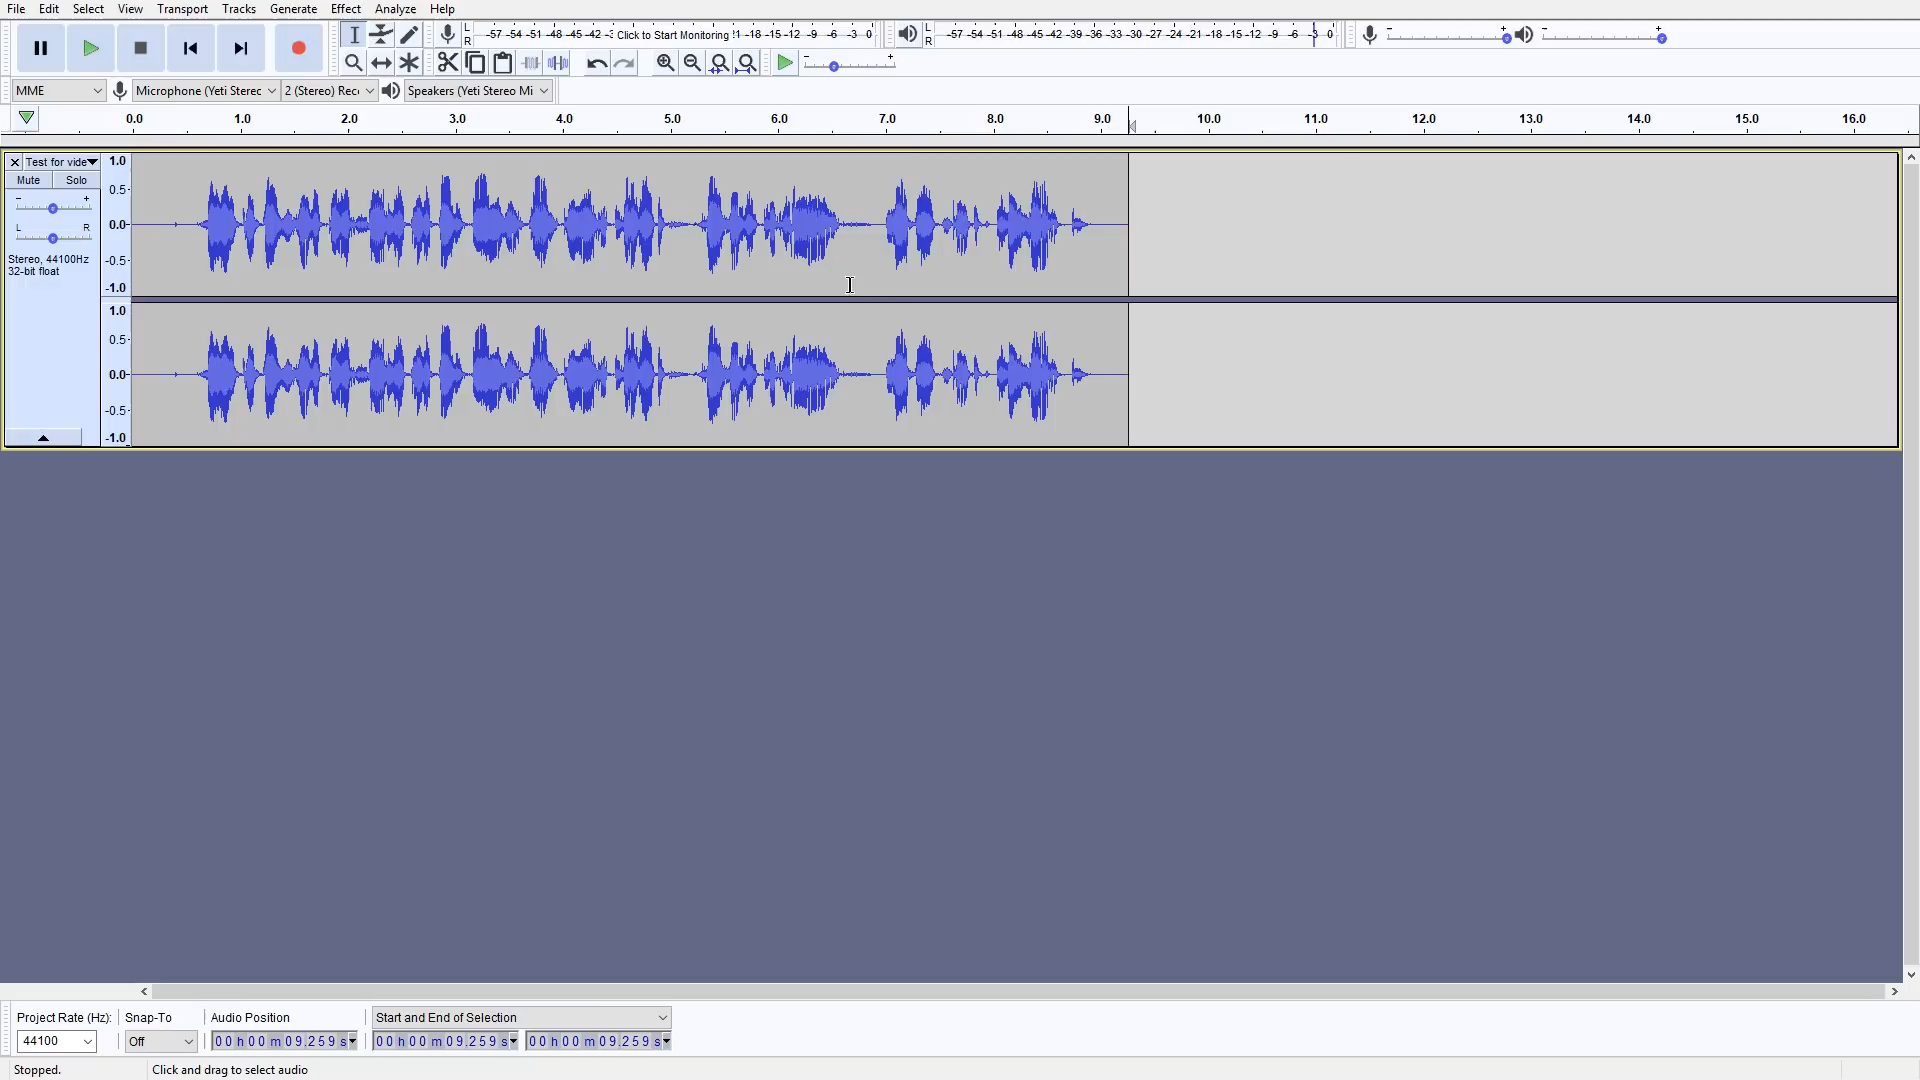 File Edit Select View Transport Tracks Generate Effect Analyze Help
L R -57 -54 -51 -48 -45 -42 -3 Click to Start Monitoring !1 -18 -15 -12 -9 -6 -3 0
L R -57 -54 -51 -48 -45 -42 -39 -36 -33 -30 -27 -24 -21 -18 -15 -12 -9 -6 -3 0
- +
- +
- +
MME Microphone (Yeti Sterec 2 (Stereo) Rec Speakers (Yeti Stereo Mi
0.0 1.0 2.0 3.0 4.0 5.0 6.0 7.0 8.0 9.0 10.0 11.0 12.0 13.0 14.0 15.0 16.0
Test for vide
Mute Solo
- +
L R
Stereo, 44100Hz
32-bit float
1.0
0.5-
0.0-
-0.5-
-1.0
1.0
0.5-
0.0-
-0.5-
-1.0
Project Rate (Hz): Snap-To Audio Position Start and End of Selection
44100 Off 00 h 00 m 09.259 s 00 h 00 m 09.259 s 00 h 00 m 09.259 s
Stopped. Click and drag to select audio